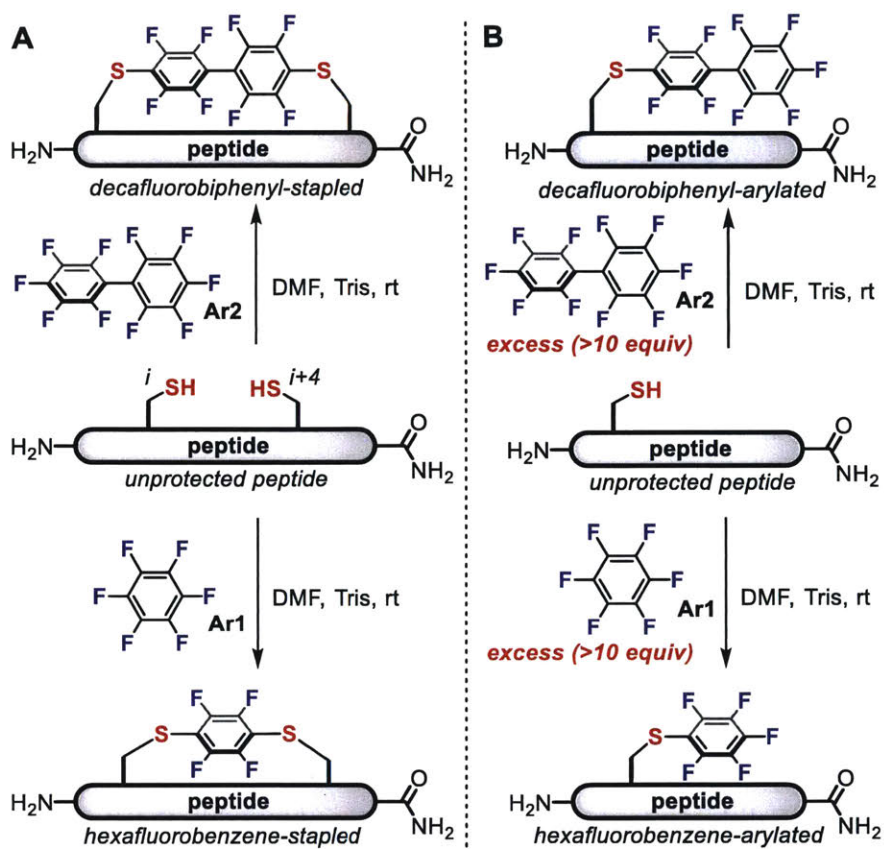 A
F F F F
S S
F F F F
H₂N peptide O
NH₂
decafluorobiphenyl-stapled
F F F F
F F
F F F F
Ar2
DMF, Tris, rt
i SH HS i+4
H₂N peptide O
NH₂
unprotected peptide
F F
F F
F F
Ar1
DMF, Tris, rt
F F
S S
F F
H₂N peptide O
NH₂
hexafluorobenzene-stapled
B
F F F F
S F
F F F F
H₂N peptide O
NH₂
decafluorobiphenyl-arylated
F F F F
F F
F F F F
Ar2
excess (>10 equiv)
DMF, Tris, rt
SH
H₂N peptide O
NH₂
unprotected peptide
F F
F F
F F
Ar1
excess (>10 equiv)
DMF, Tris, rt
F F
S F
F F
H₂N peptide O
NH₂
hexafluorobenzene-arylated